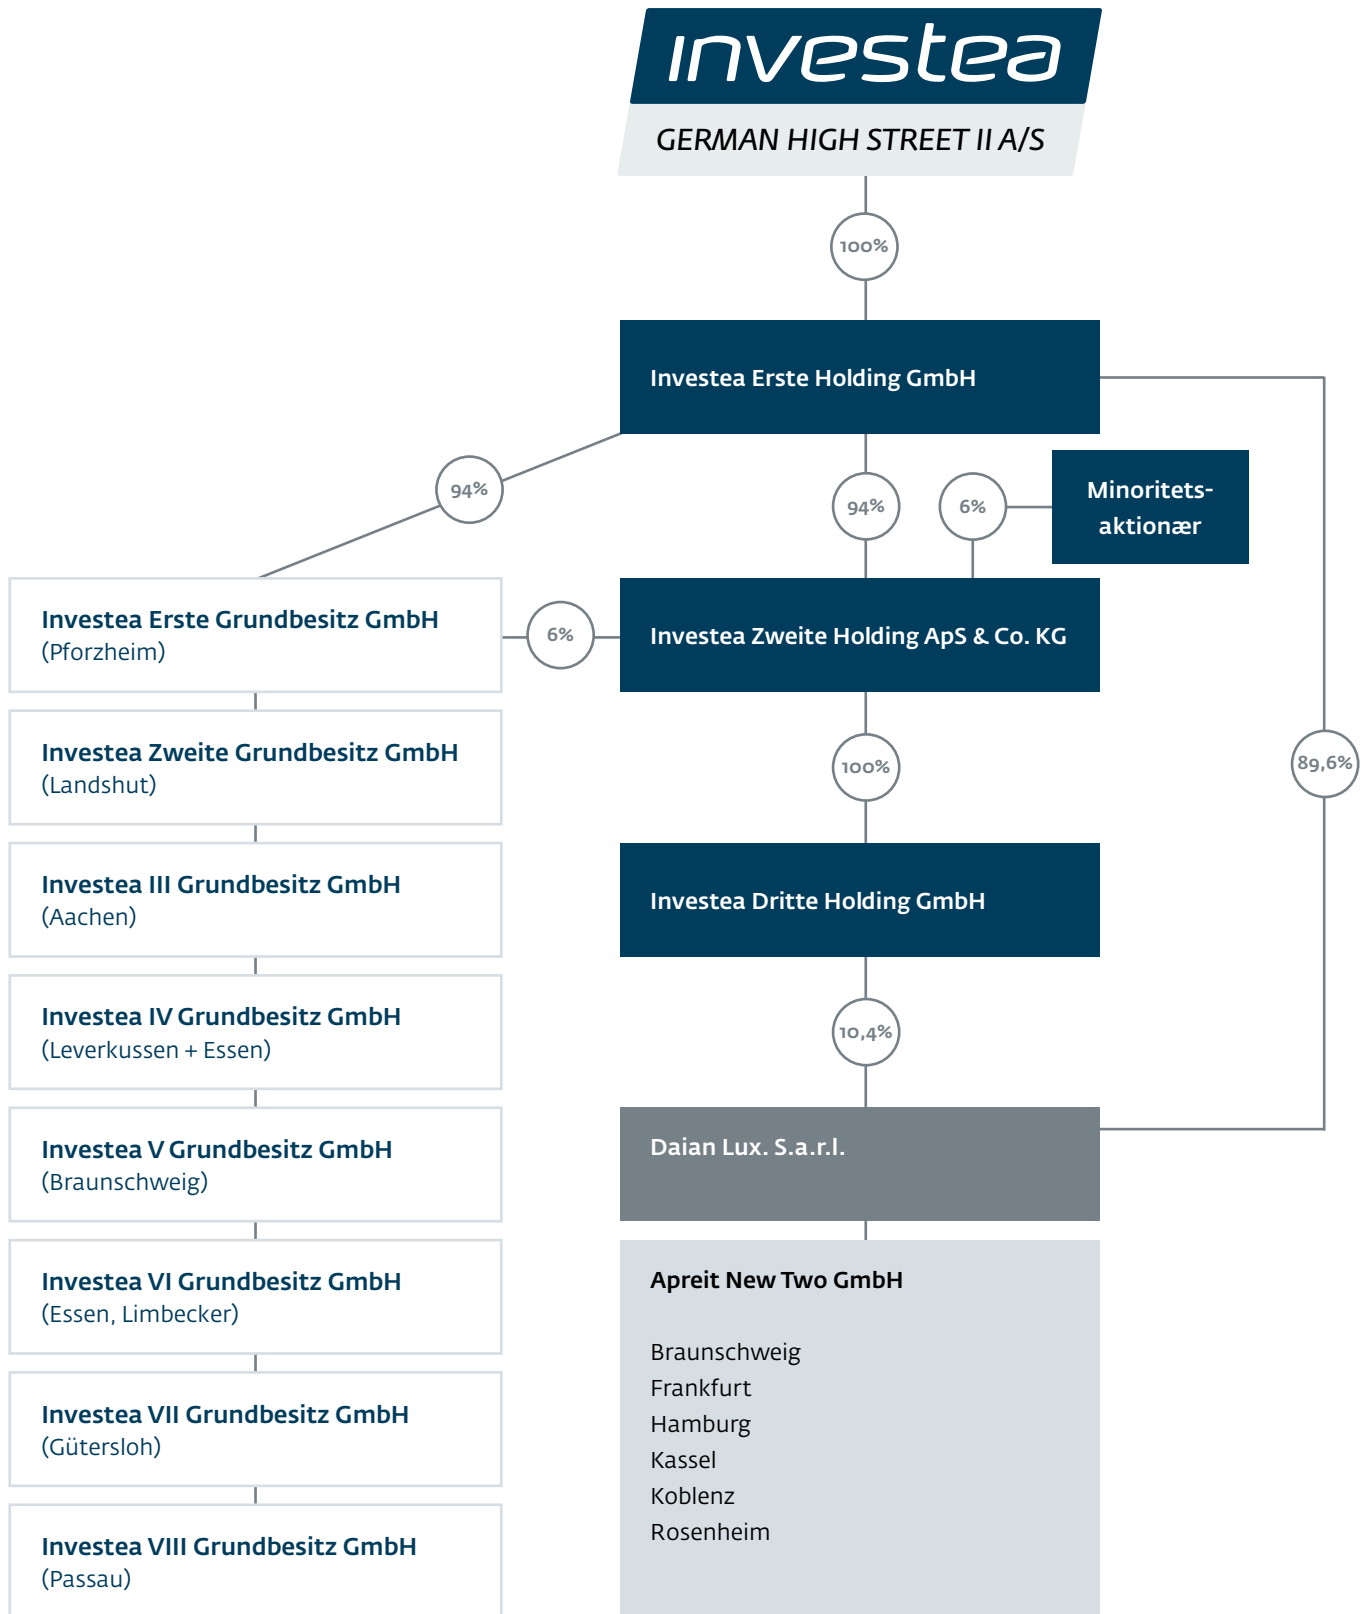 investea
GERMAN HIGH STREET II A/S
100%
Investea Erste Holding GmbH
94%
94%
6%
Minoritets-
aktionær
Investea Erste Grundbesitz GmbH
(Pforzheim)
6%
Investea Zweite Holding ApS & Co. KG
Investea Zweite Grundbesitz GmbH
(Landshut)
100%
89,6%
Investea III Grundbesitz GmbH
(Aachen)
Investea Dritte Holding GmbH
Investea IV Grundbesitz GmbH
(Leverkussen + Essen)
10,4%
Investea V Grundbesitz GmbH
(Braunschweig)
Daian Lux. S.a.r.l.
Investea VI Grundbesitz GmbH
(Essen, Limbecker)
Investea VII Grundbesitz GmbH
(Gütersloh)
Investea VIII Grundbesitz GmbH
(Passau)
Apreit New Two GmbH
Braunschweig
Frankfurt
Hamburg
Kassel
Koblenz
Rosenheim